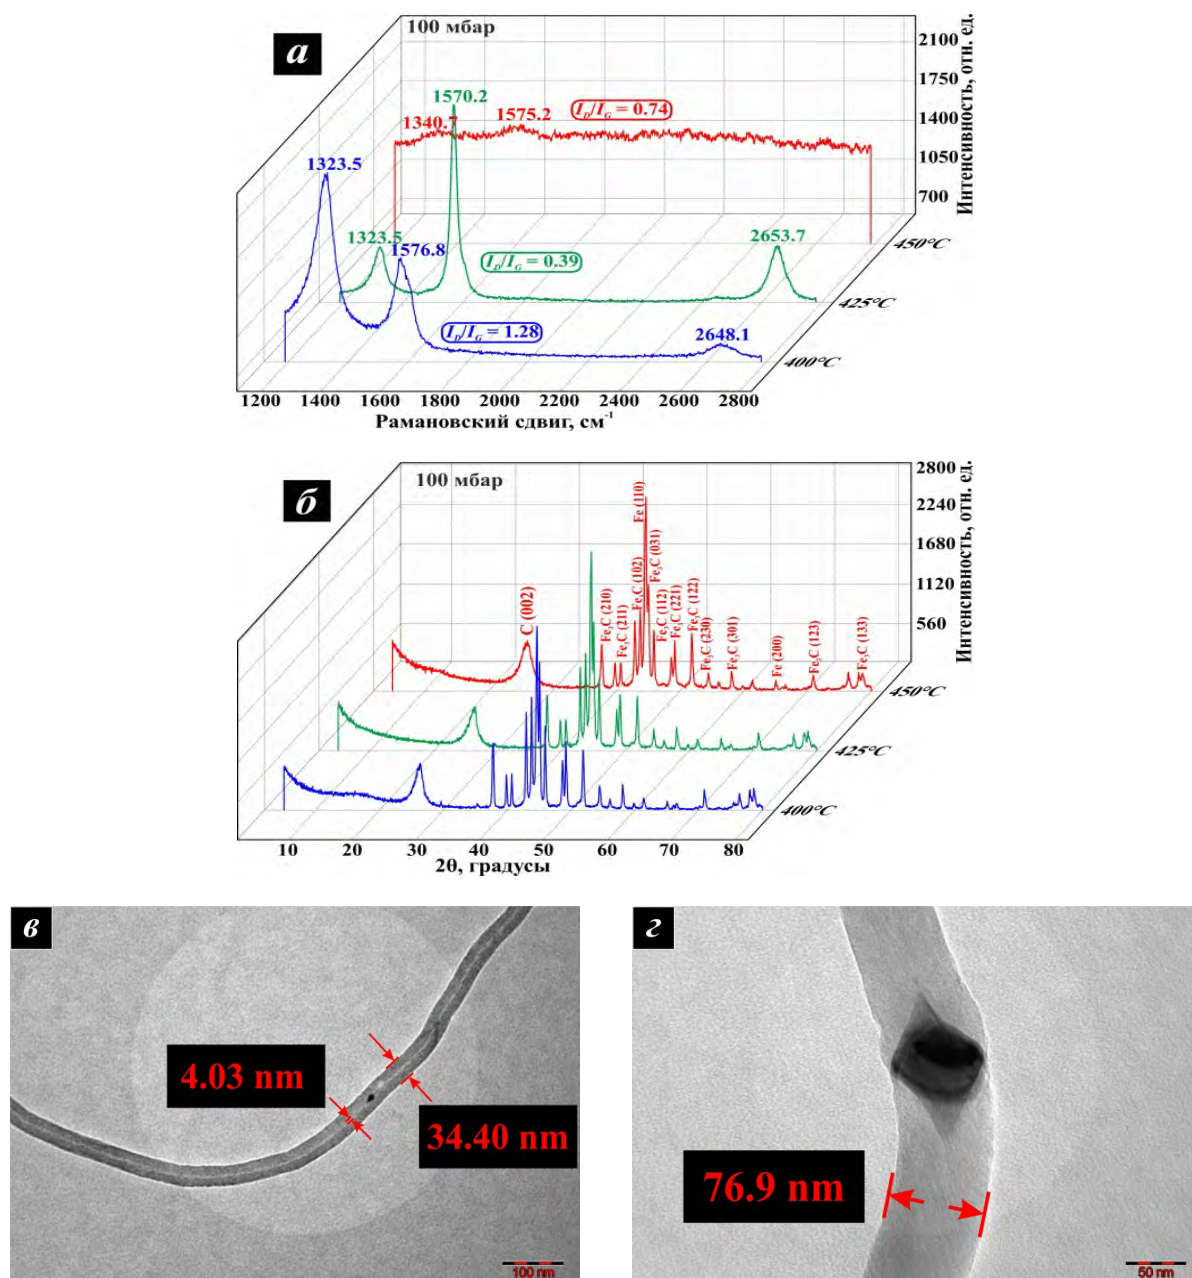 а
100 мбар
Интенсивность, отн. ед.
2100
1750
1400
1050
700
1570.2
1340.7
1575.2
I_D/I_G = 0.74
1323.5
1323.5
1576.8
I_D/I_G = 0.39
2653.7
450°C
I_D/I_G = 1.28
2648.1
425°C
400°C
1200 1400 1600 1800 2000 2200 2400 2600 2800
Рамановский сдвиг, см⁻¹
б
100 мбар
Интенсивность, отн. ед.
2800
2240
1680
1120
560
C (002)
Fe₃C (210)
Fe₃C (211)
Fe₃C (102)
Fe (110)
Fe₃C (031)
Fe₃C (112)
Fe₃C (221)
Fe₃C (122)
Fe₃C (230)
Fe₃C (301)
Fe (200)
Fe₃C (123)
Fe₃C (133)
450°C
425°C
400°C
10 20 30 40 50 60 70 80
2θ, градусы
в
4.03 nm
34.40 nm
100 nm
г
76.9 nm
50 nm